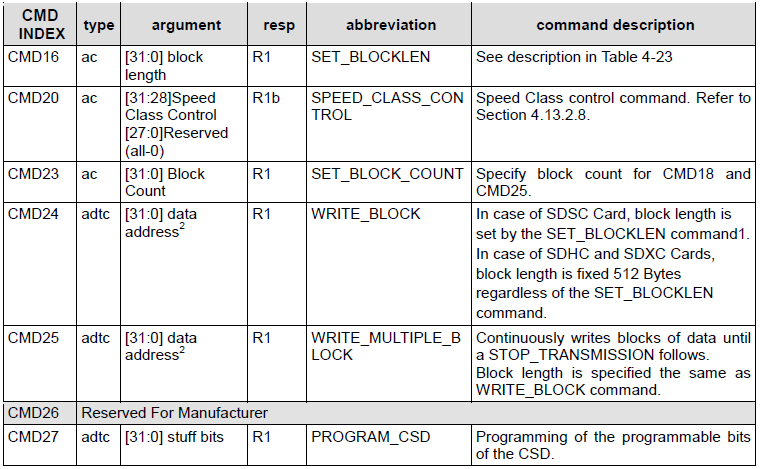 CMD INDEX type argument resp abbreviation command description
CMD16 ac [31:0] block length R1 SET_BLOCKLEN See description in Table 4-23
CMD20 ac [31:28]Speed Class Control [27:0]Reserved (all-0) R1b SPEED_CLASS_CONTROL Speed Class control command. Refer to Section 4.13.2.8.
CMD23 ac [31:0] Block Count R1 SET_BLOCK_COUNT Specify block count for CMD18 and CMD25.
CMD24 adtc [31:0] data address2 R1 WRITE_BLOCK In case of SDSC Card, block length is set by the SET_BLOCKLEN command1. In case of SDHC and SDXC Cards, block length is fixed 512 Bytes regardless of the SET_BLOCKLEN command.
CMD25 adtc [31:0] data address2 R1 WRITE_MULTIPLE_BLOCK Continuously writes blocks of data until a STOP_TRANSMISSION follows. Block length is specified the same as WRITE_BLOCK command.
CMD26 Reserved For Manufacturer
CMD27 adtc [31:0] stuff bits R1 PROGRAM_CSD Programming of the programmable bits of the CSD.